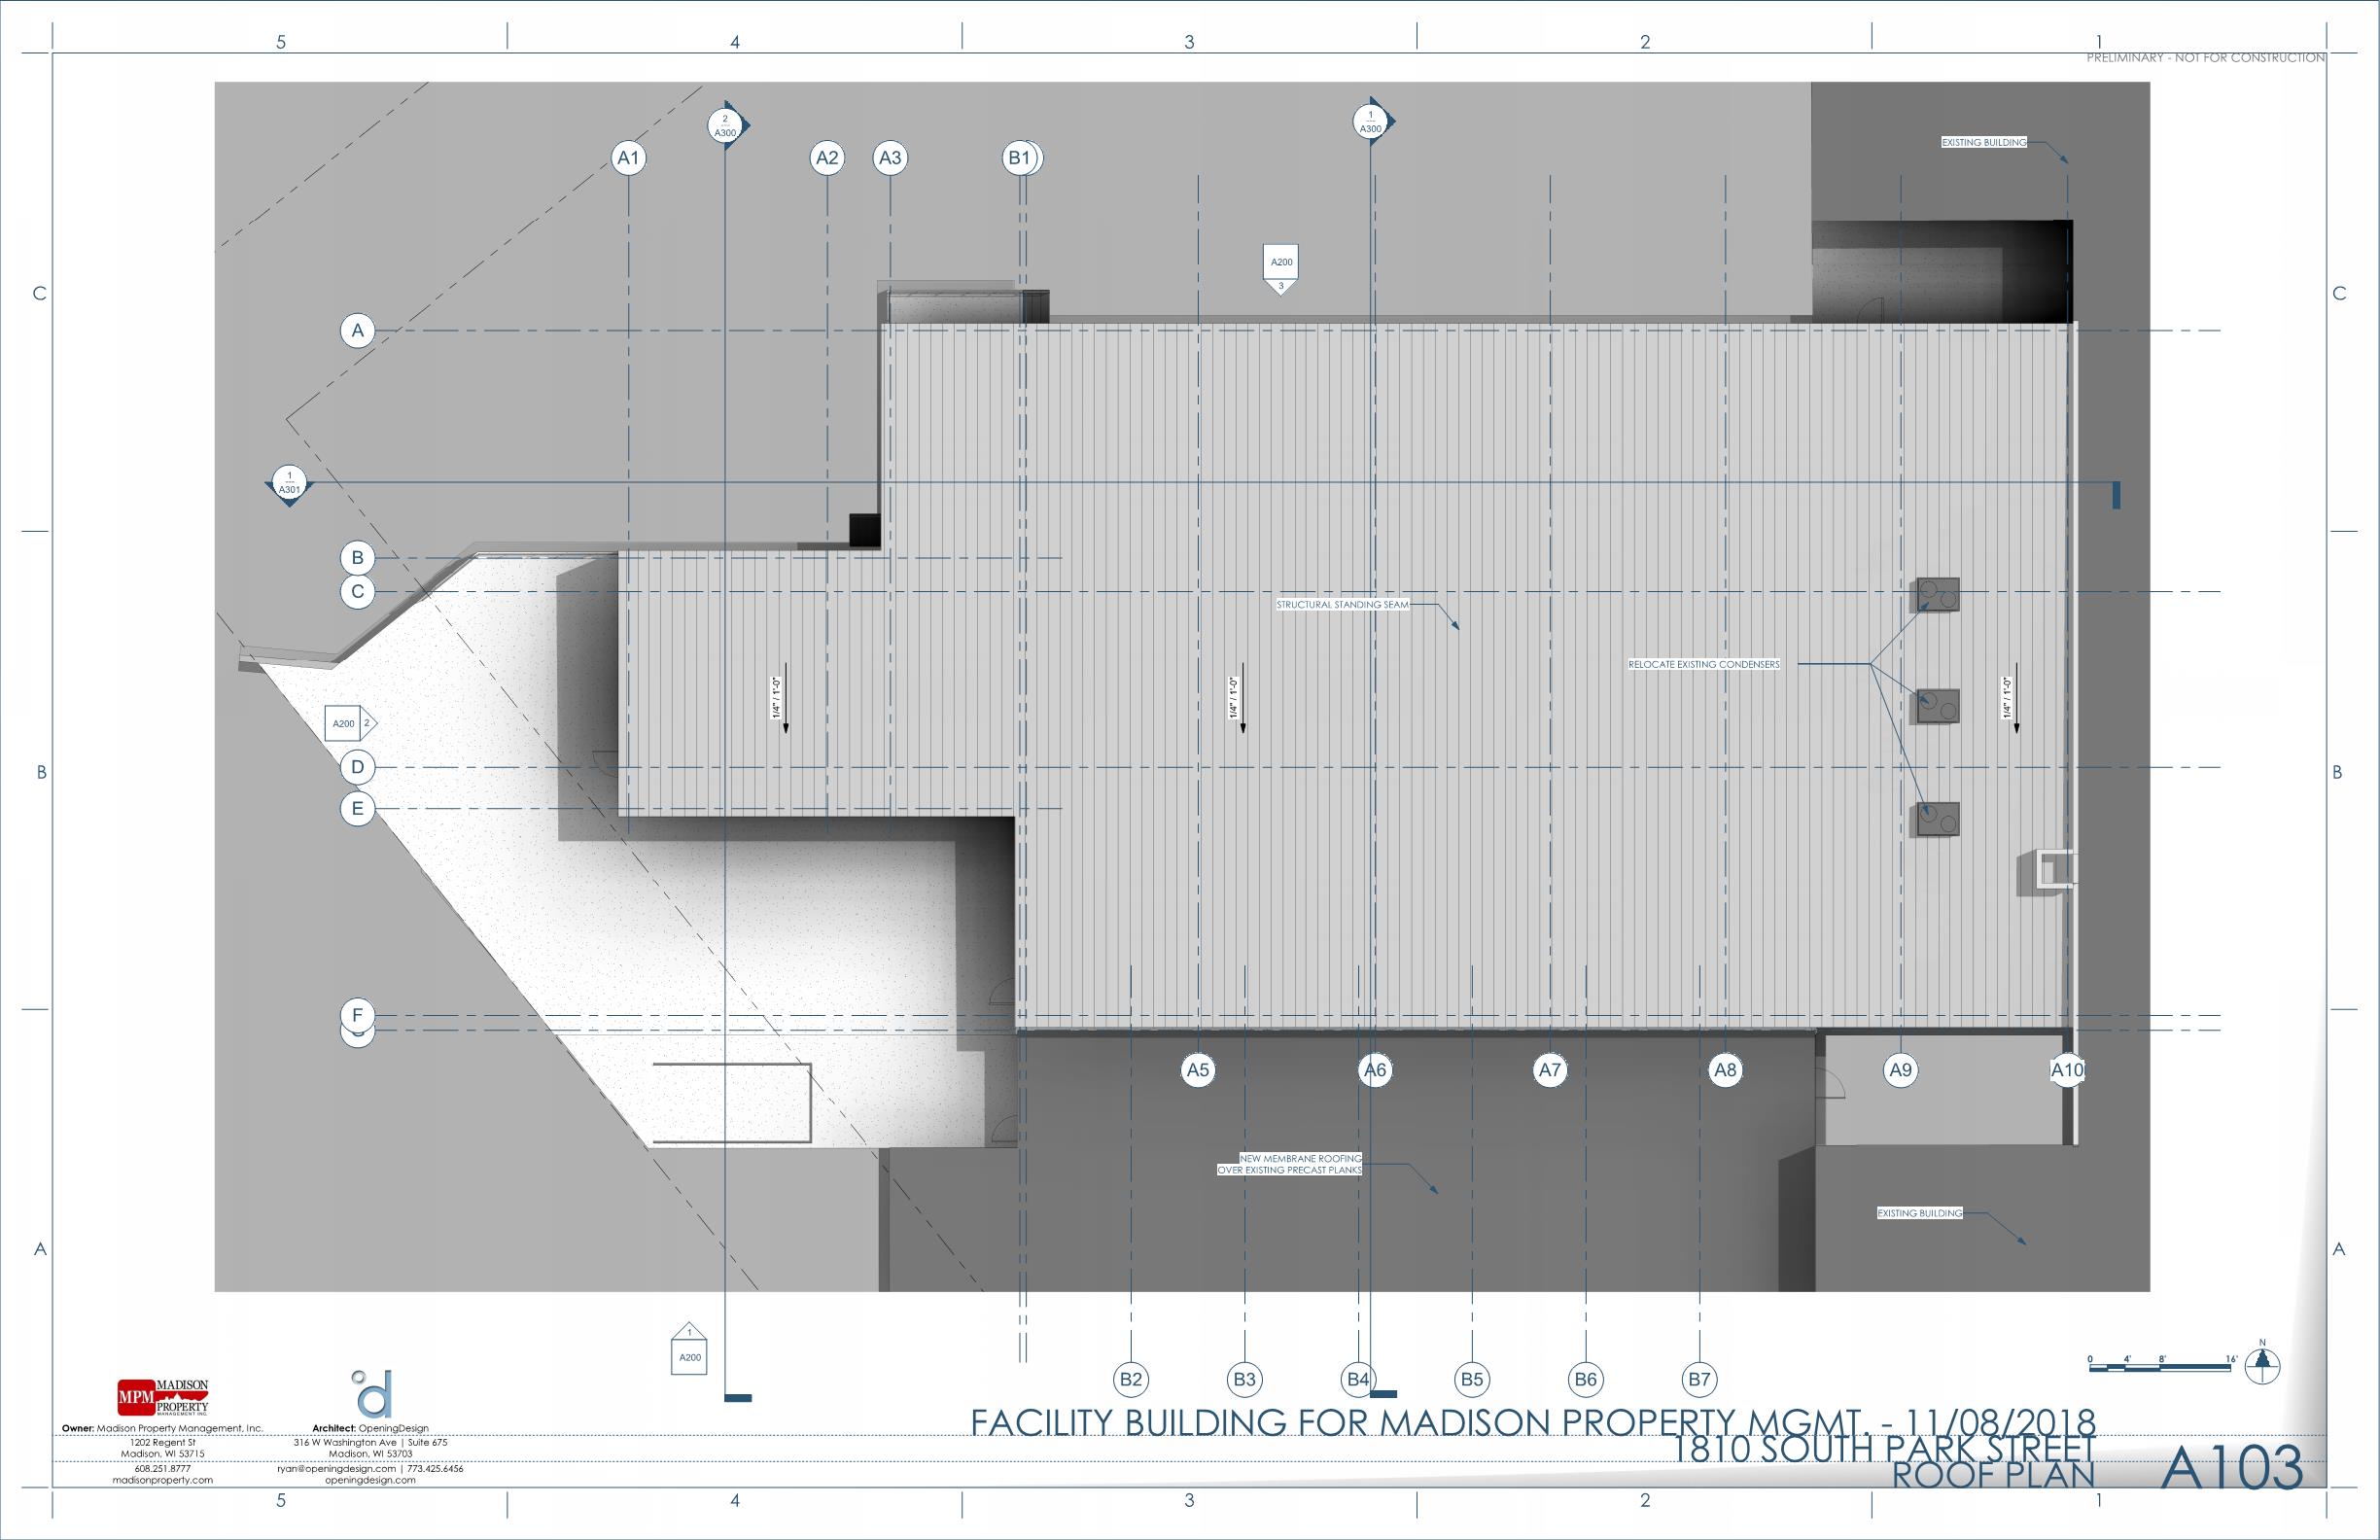 5 4 3 2 1
PRELIMINARY - NOT FOR CONSTRUCTION
2
A300
1
A300
A1 A2 A3 B1
EXISTING BUILDING
A200
3
C C
A
1
A301
B
C
STRUCTURAL STANDING SEAM
RELOCATE EXISTING CONDENSERS
1/4" / 1'-0"
1/4" / 1'-0"
1/4" / 1'-0"
A200 2
B B
D
E
F
A5 A6 A7 A8 A9 A10
NEW MEMBRANE ROOFING
OVER EXISTING PRECAST PLANKS
EXISTING BUILDING
A A
1
A200
B2 B3 B4 B5 B6 B7
0 4' 8' 16'
N
MPM MADISON
PROPERTY
MANAGEMENT INC.
d
Owner: Madison Property Management, Inc.
1202 Regent St
Madison, WI 53715
608.251.8777
madisonproperty.com
Architect: OpeningDesign
316 W Washington Ave | Suite 675
Madison, WI 53703
ryan@openingdesign.com | 773.425.6456
openingdesign.com
FACILITY BUILDING FOR MADISON PROPERTY MGMT. - 11/08/2018
1810 SOUTH PARK STREET
ROOF PLAN
A103
5 4 3 2 1